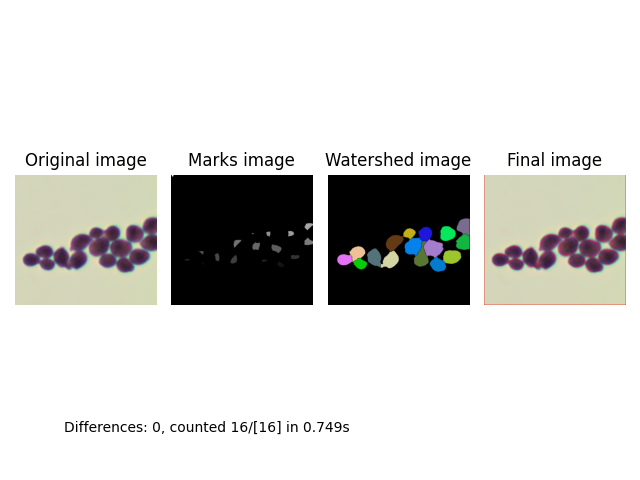 Original image
Marks image
Watershed image
Final image
Differences: 0, counted 16/[16] in 0.749s